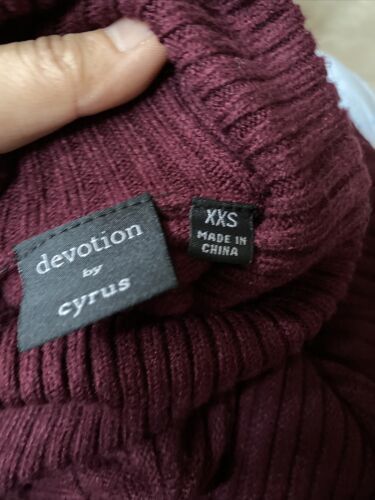 devotion
by
cyrus
XXS
MADE IN
CHINA